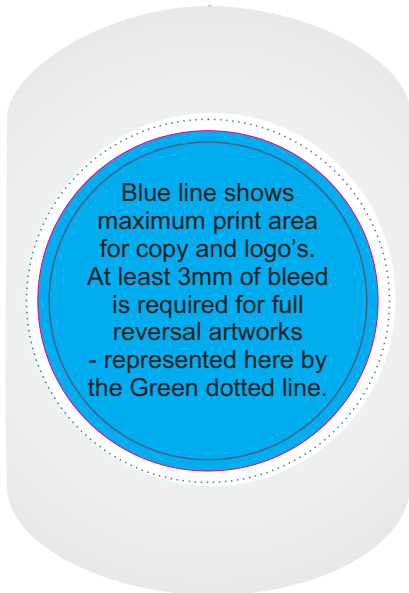 Blue line shows
maximum print area
for copy and logo's.
At least 3mm of bleed
is required for full
reversal artworks
- represented here by
the Green dotted line.